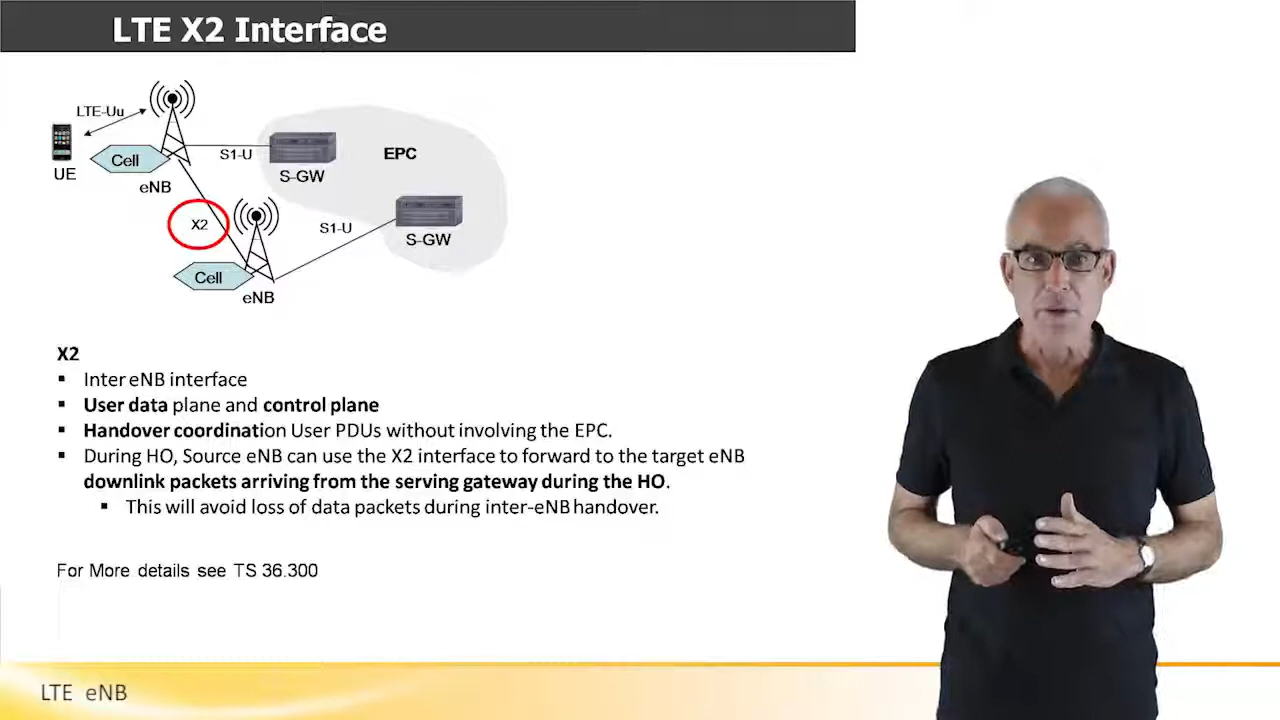 LTE X2 Interface
LTE-Uu
UE
Cell
eNB
S1-U
S-GW
EPC
X2
S1-U
S-GW
Cell
eNB
X2
▪ Inter eNB interface
▪ User data plane and control plane
▪ Handover coordination User PDUs without involving the EPC.
▪ During HO, Source eNB can use the X2 interface to forward to the target eNB
downlink packets arriving from the serving gateway during the HO.
▪ This will avoid loss of data packets during inter-eNB handover.
For More details see TS 36.300
LTE eNB